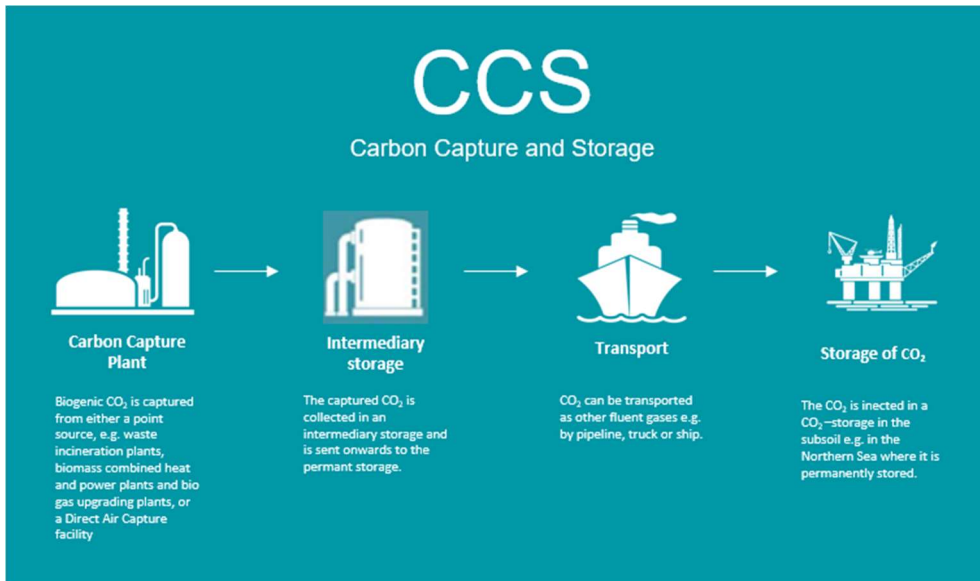 CCS
Carbon Capture and Storage
Carbon Capture
Plant
Biogenic CO₂ is captured
from either a point
source, e.g. waste
incineration plants,
biomass combined heat
and power plants and bio
gas upgrading plants, or
a Direct Air Capture
facility
Intermediary
storage
The captured CO₂ is
collected in an
intermediary storage and
is sent onwards to the
permant storage.
Transport
CO₂ can be transported
as other fluent gases e.g.
by pipeline, truck or ship.
Storage of CO₂
The CO₂ is inected in a
CO₂–storage in the
subsoil e.g. in the
Northern Sea where it is
permanently stored.